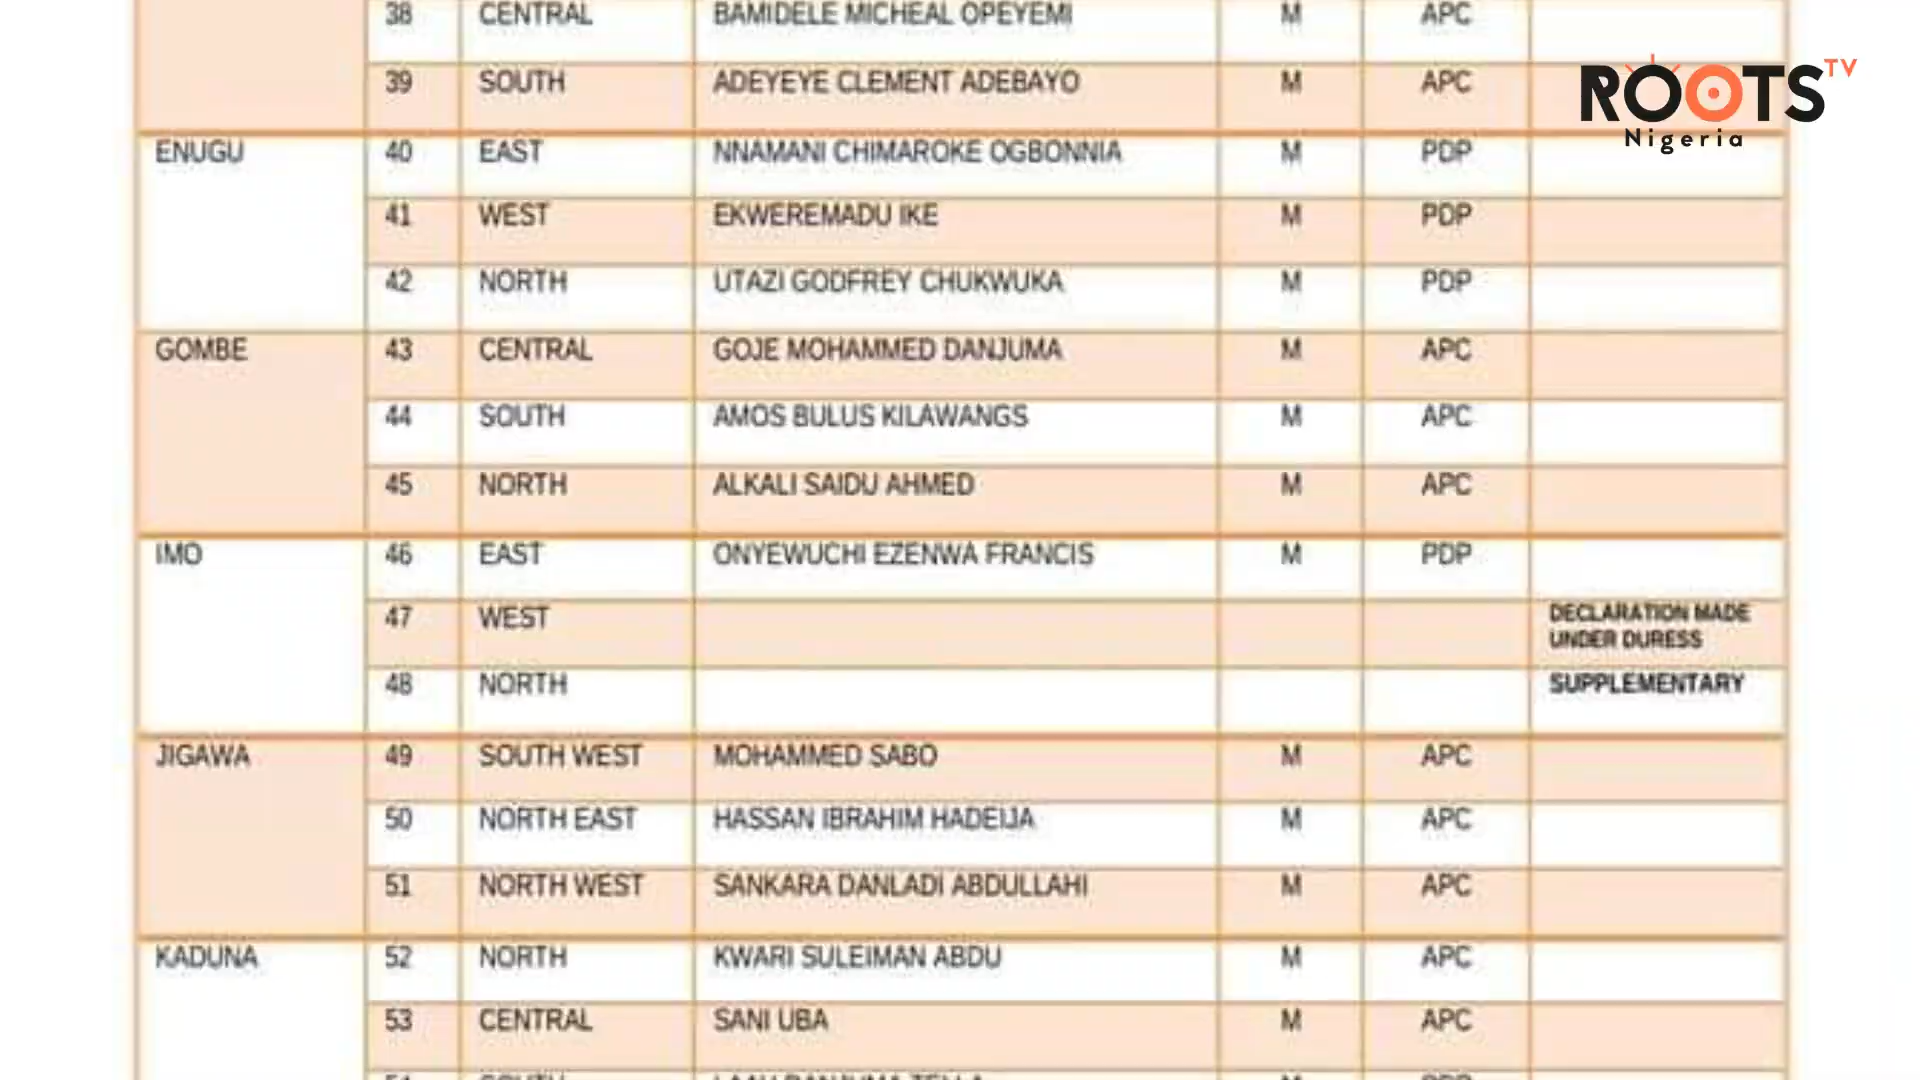 38 CENTRAL BAMIDELE MICHEAL OPEYEMI M APC
ROOTS TV
Nigeria
39 SOUTH ADEYEYE CLEMENT ADEBAYO M APC
ENUGU 40 EAST NNAMANI CHIMAROKE OGBONNIA M PDP
41 WEST EKWEREMADU IKE M PDP
42 NORTH UTAZI GODFREY CHUKWUKA M PDP
GOMBE 43 CENTRAL GOJE MOHAMMED DANJUMA M APC
44 SOUTH AMOS BULUS KILAWANGS M APC
45 NORTH ALKALI SAIDU AHMED M APC
IMO 46 EAST ONYEWUCHI EZENWA FRANCIS M PDP
47 WEST DECLARATION MADE
UNDER DURESS
48 NORTH SUPPLEMENTARY
JIGAWA 49 SOUTH WEST MOHAMMED SABO M APC
50 NORTH EAST HASSAN IBRAHIM HADEIJA M APC
51 NORTH WEST SANKARA DANLADI ABDULLAHI M APC
KADUNA 52 NORTH KWARI SULEIMAN ABDU M APC
53 CENTRAL SANI UBA M APC